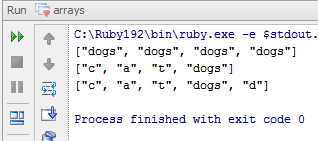 Run arrays
C:\Ruby192\bin\ruby.exe -e $stdout.
["dogs", "dogs", "dogs", "dogs"]
["c", "a", "t", "dogs"]
["c", "a", "t", "dogs", "d"]
Process finished with exit code 0